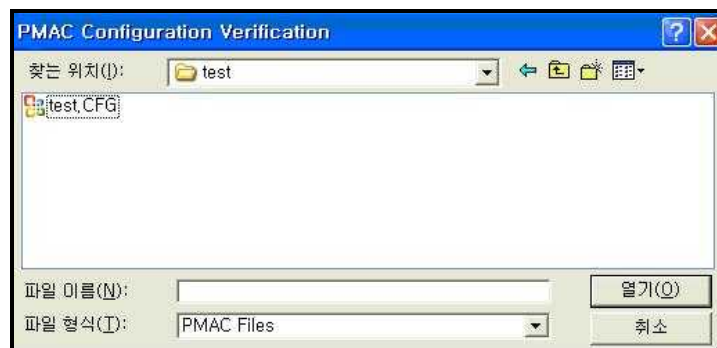 PMAC Configuration Verification
찾는 위치(I): test
test.CFG
파일 이름(N): 열기(O)
파일 형식(T): PMAC Files 취소